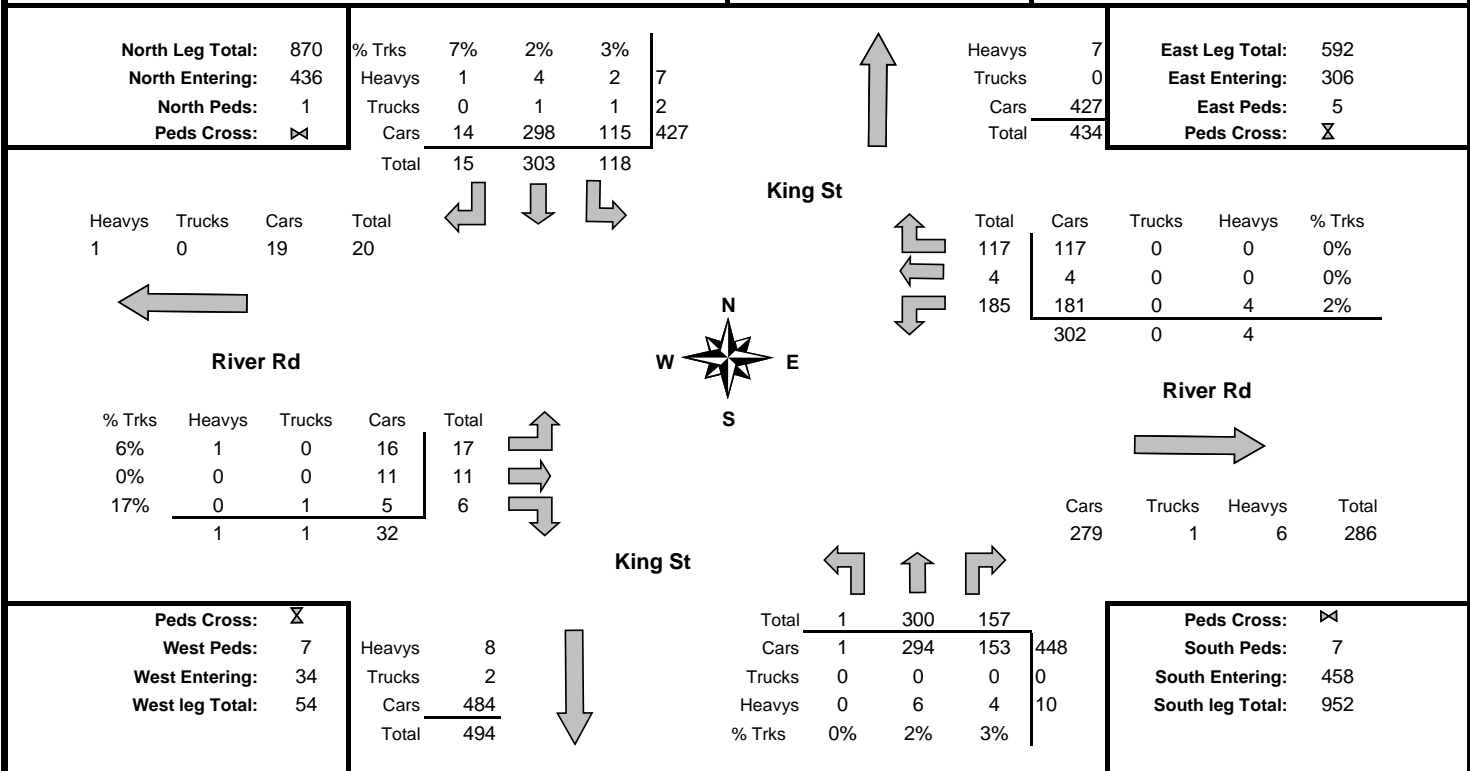 North Leg Total: 870
North Entering: 436
North Peds: 1
Peds Cross:
% Trks 7% 2% 3%
Heavys 1 4 2 7
Trucks 0 1 1 2
Cars 14 298 115 427
Total 15 303 118
Heavys 7
Trucks 0
Cars 427
Total 434
East Leg Total: 592
East Entering: 306
East Peds: 5
Peds Cross:
King St
Heavys Trucks Cars Total
1 0 19 20
Total Cars Trucks Heavys % Trks
117 117 0 0 0%
4 4 0 0 0%
185 181 0 4 2%
302 0 4
N
W E
S
River Rd
River Rd
% Trks Heavys Trucks Cars Total
6% 1 0 16 17
0% 0 0 11 11
17% 0 1 5 6
1 1 32
Cars Trucks Heavys Total
279 1 6 286
King St
Peds Cross:
West Peds: 7
West Entering: 34
West leg Total: 54
Heavys 8
Trucks 2
Cars 484
Total 494
Total 1 300 157
Cars 1 294 153 448
Trucks 0 0 0 0
Heavys 0 6 4 10
% Trks 0% 2% 3%
Peds Cross:
South Peds: 7
South Entering: 458
South leg Total: 952